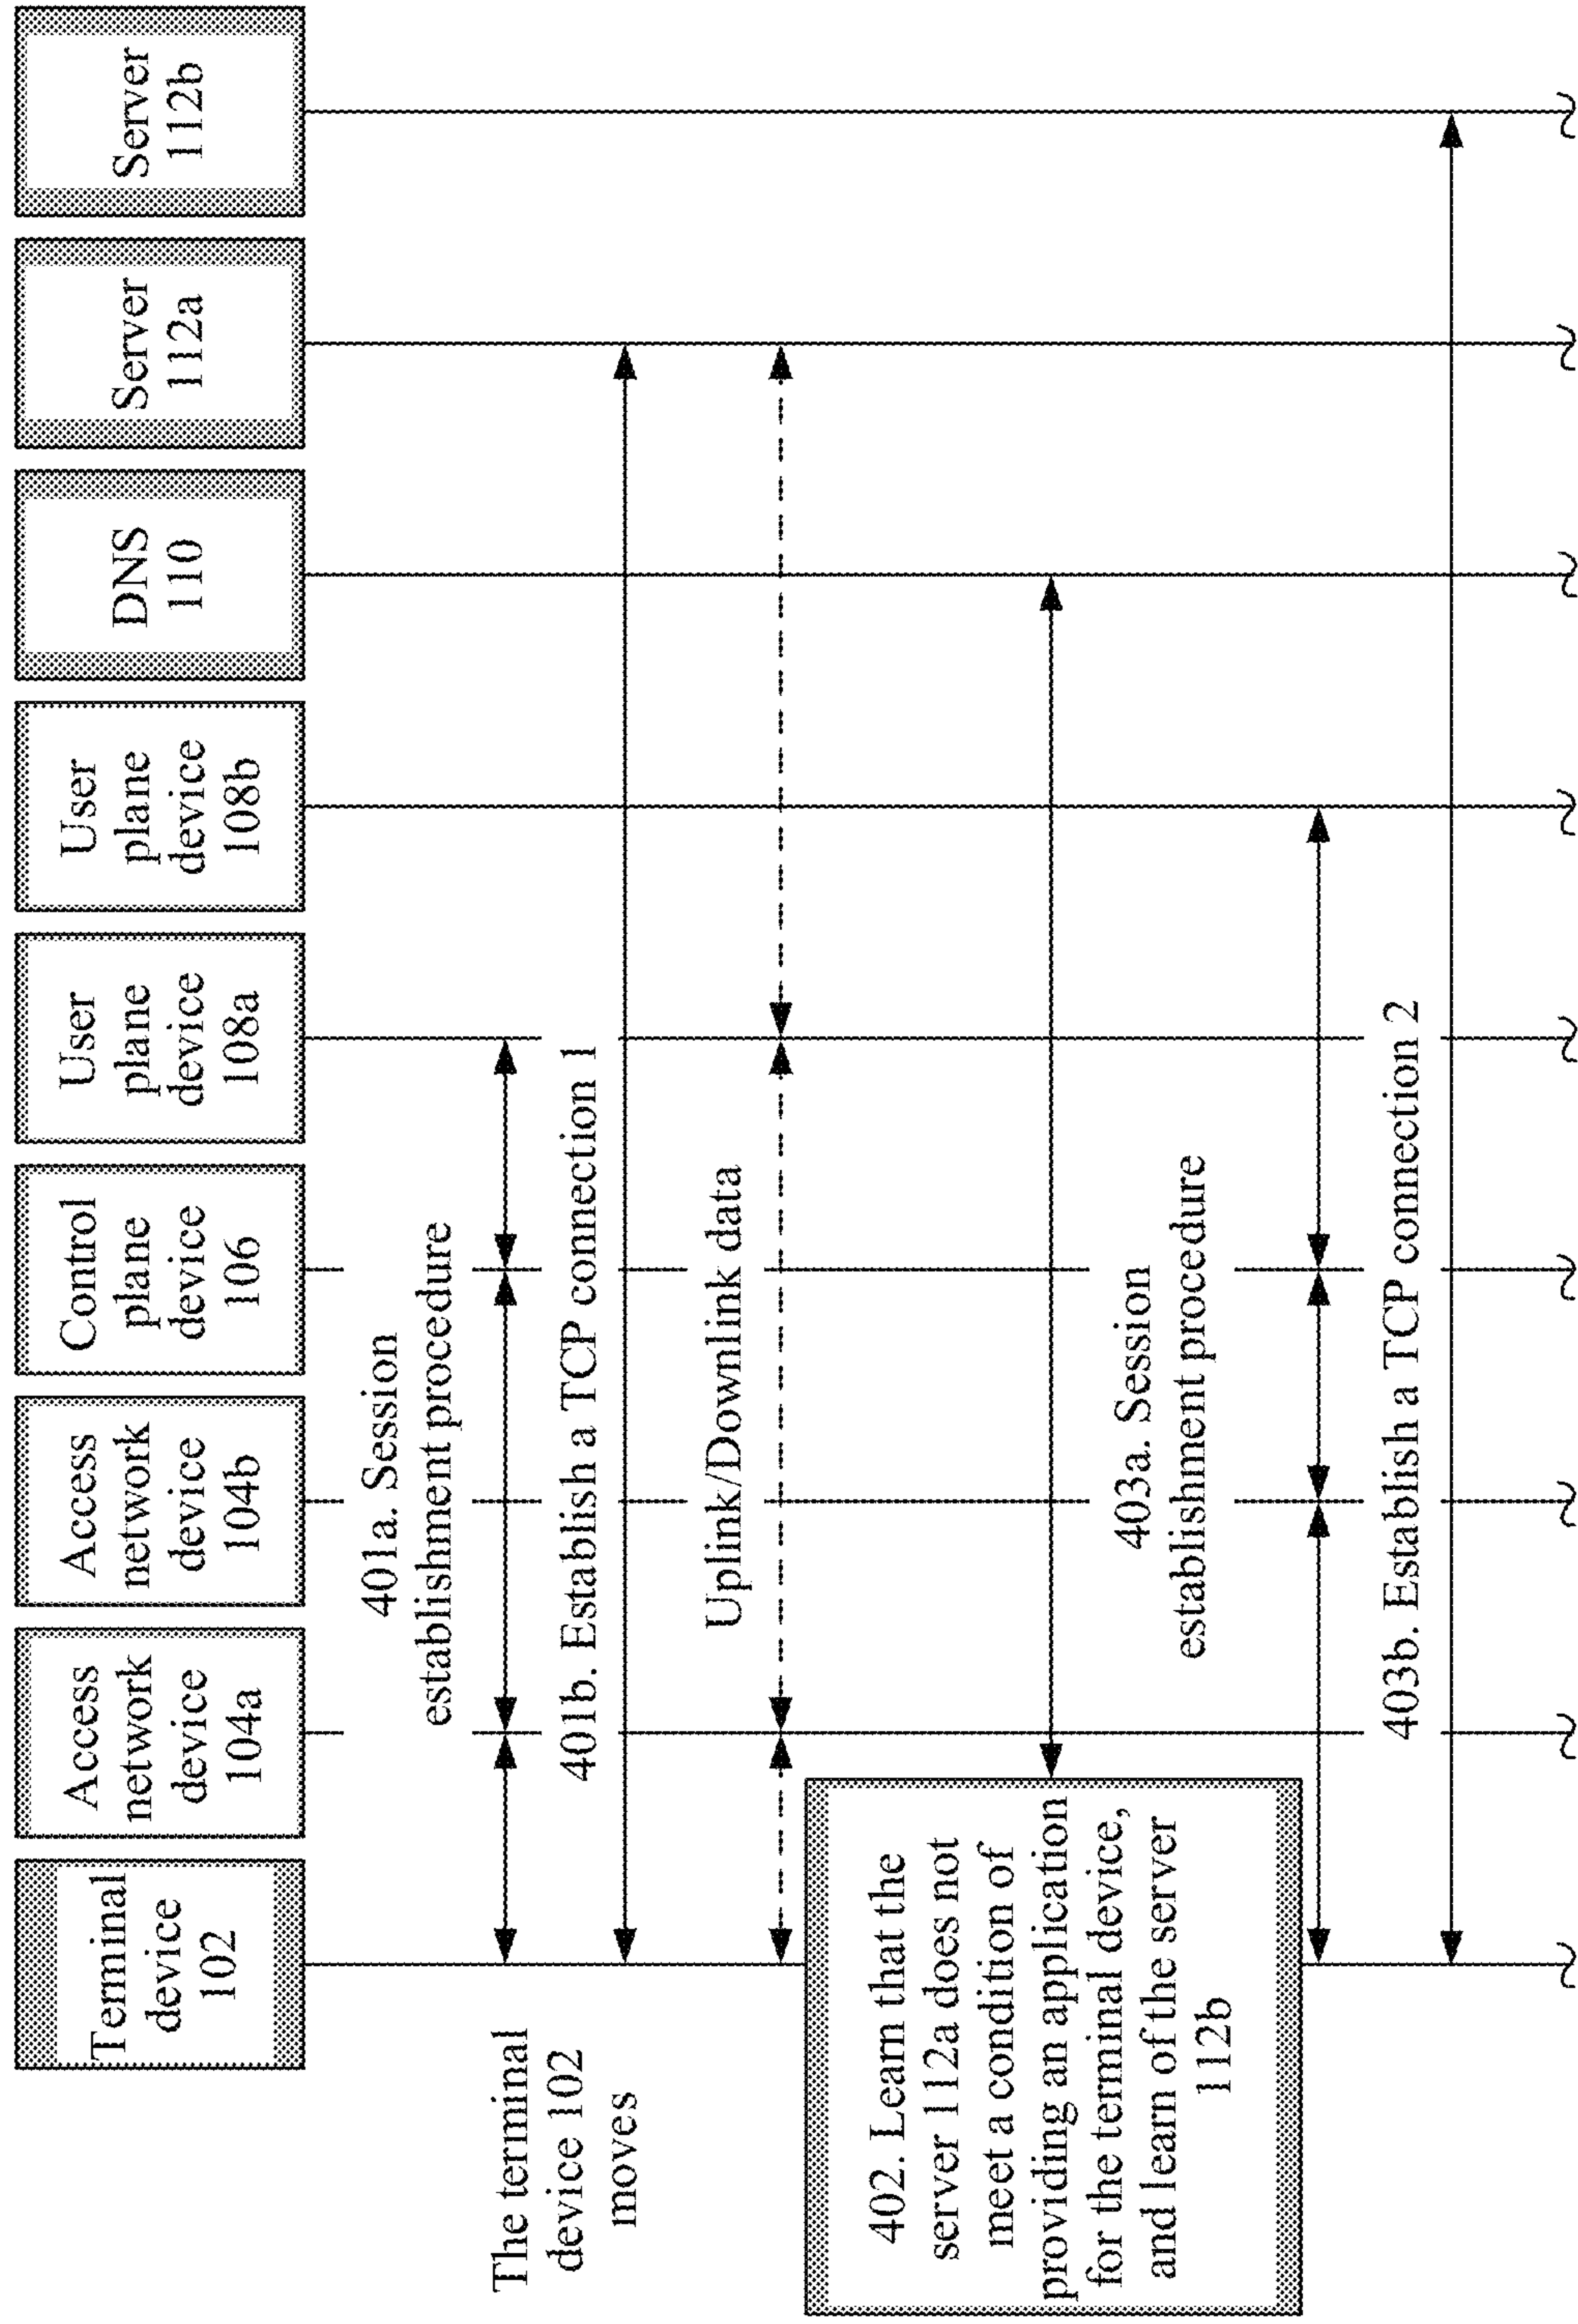 Terminal
device
102
Access
network
device
104a
Access
network
device
104b
Control
plane
device
106
User
plane
device
108a
User
plane
device
108b
DNS
110
Server
112a
Server
112b
401a. Session
establishment procedure
The terminal
device 102
moves
401b. Establish a TCP connection 1
Uplink/Downlink data
402. Learn that the
server 112a does not
meet a condition of
providing an application
for the terminal device,
and learn of the server
112b
403a. Session
establishment procedure
403b. Establish a TCP connection 2